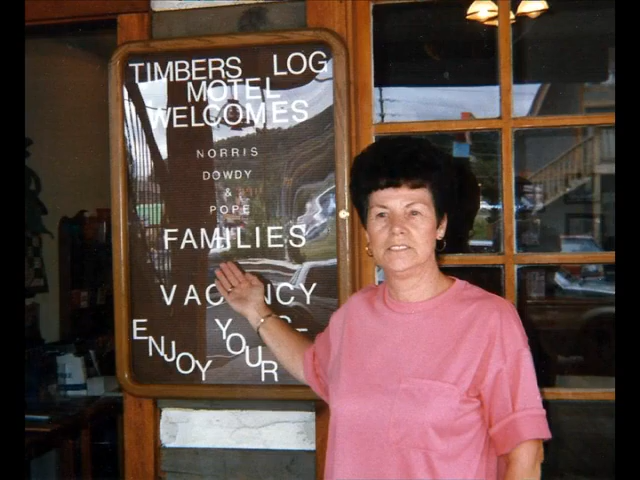 TIMBERS LOG
MOTEL
WELCOMES
NORRIS
DOWDY
&
POPE
FAMILIES
VACANCY
ENJOY YOUR